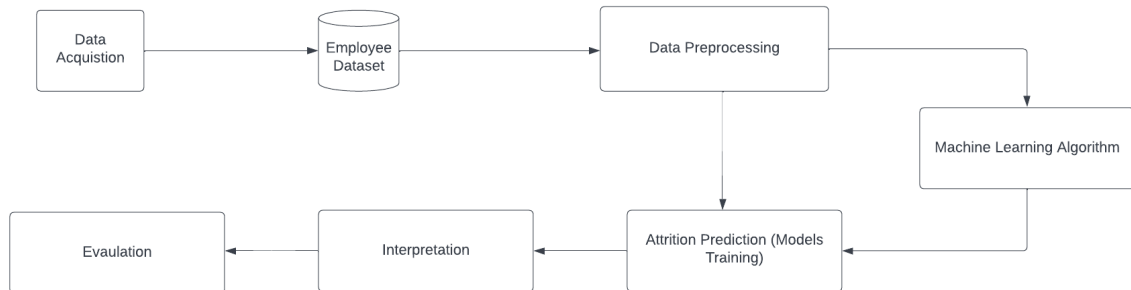 Data
Acquistion
Employee
Dataset
Data Preprocessing
Machine Learning Algorithm
Attrition Prediction (Models
Training)
Interpretation
Evaulation